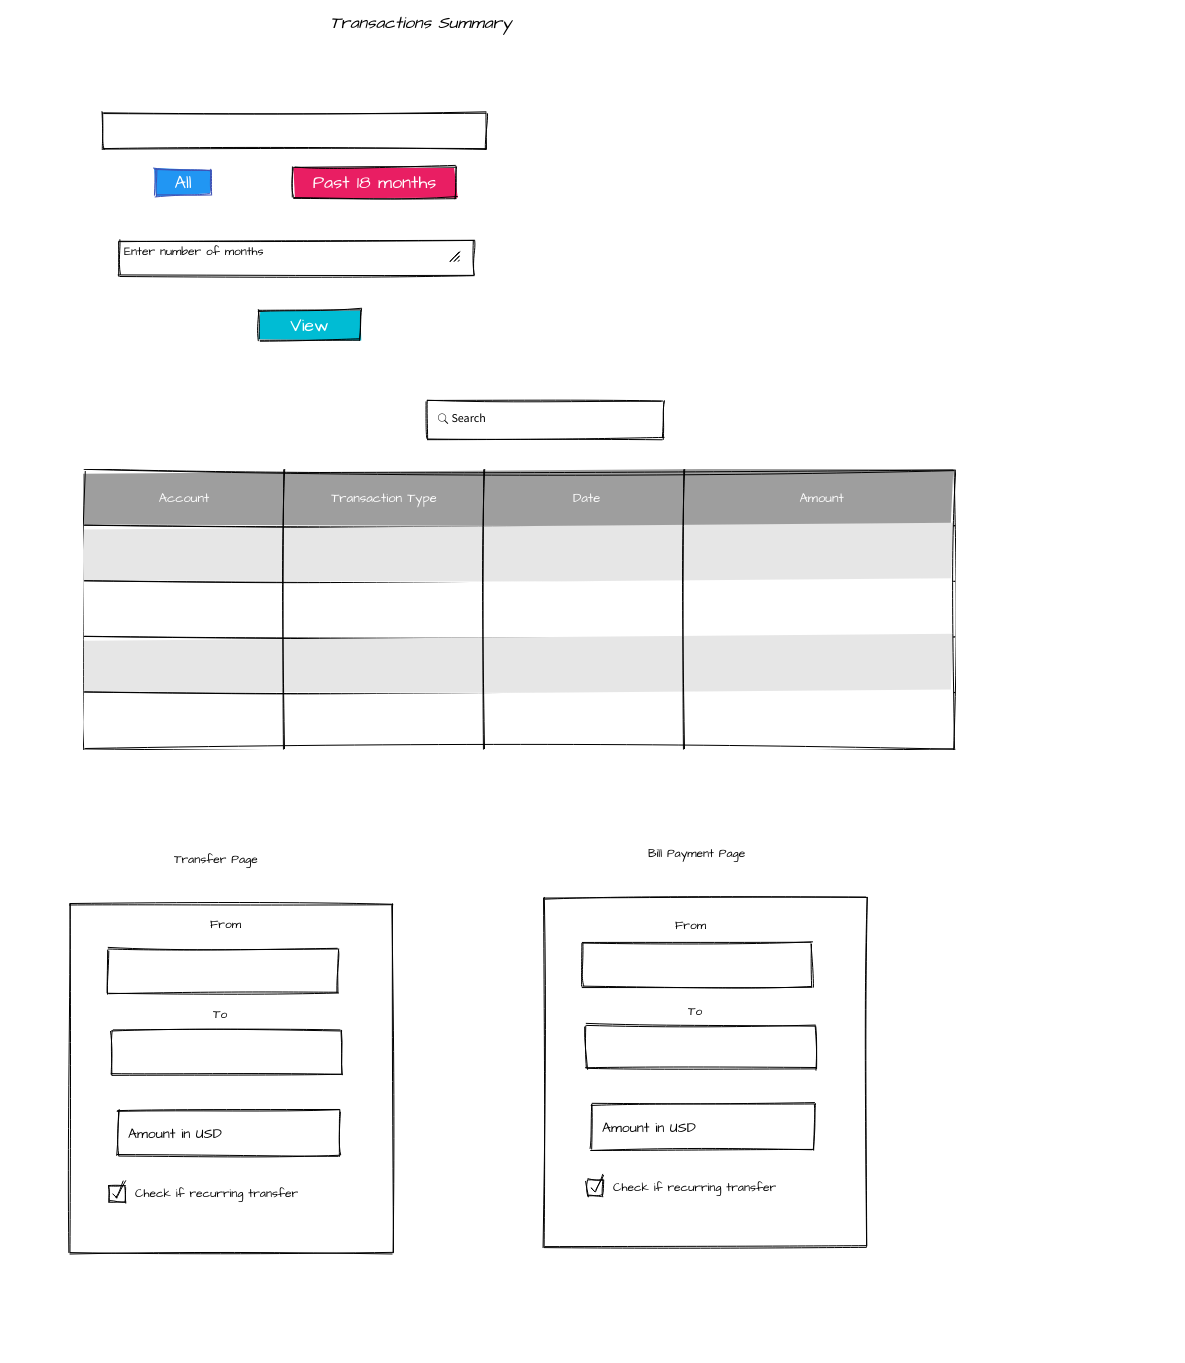 Transactions Summary
All
Past 18 months
Enter number of months
View
Search
Account
Transaction Type
Date
Amount
Transfer Page
From
To
Amount in USD
Check if recurring transfer
Bill Payment Page
From
To
Amount in USD
Check if recurring transfer